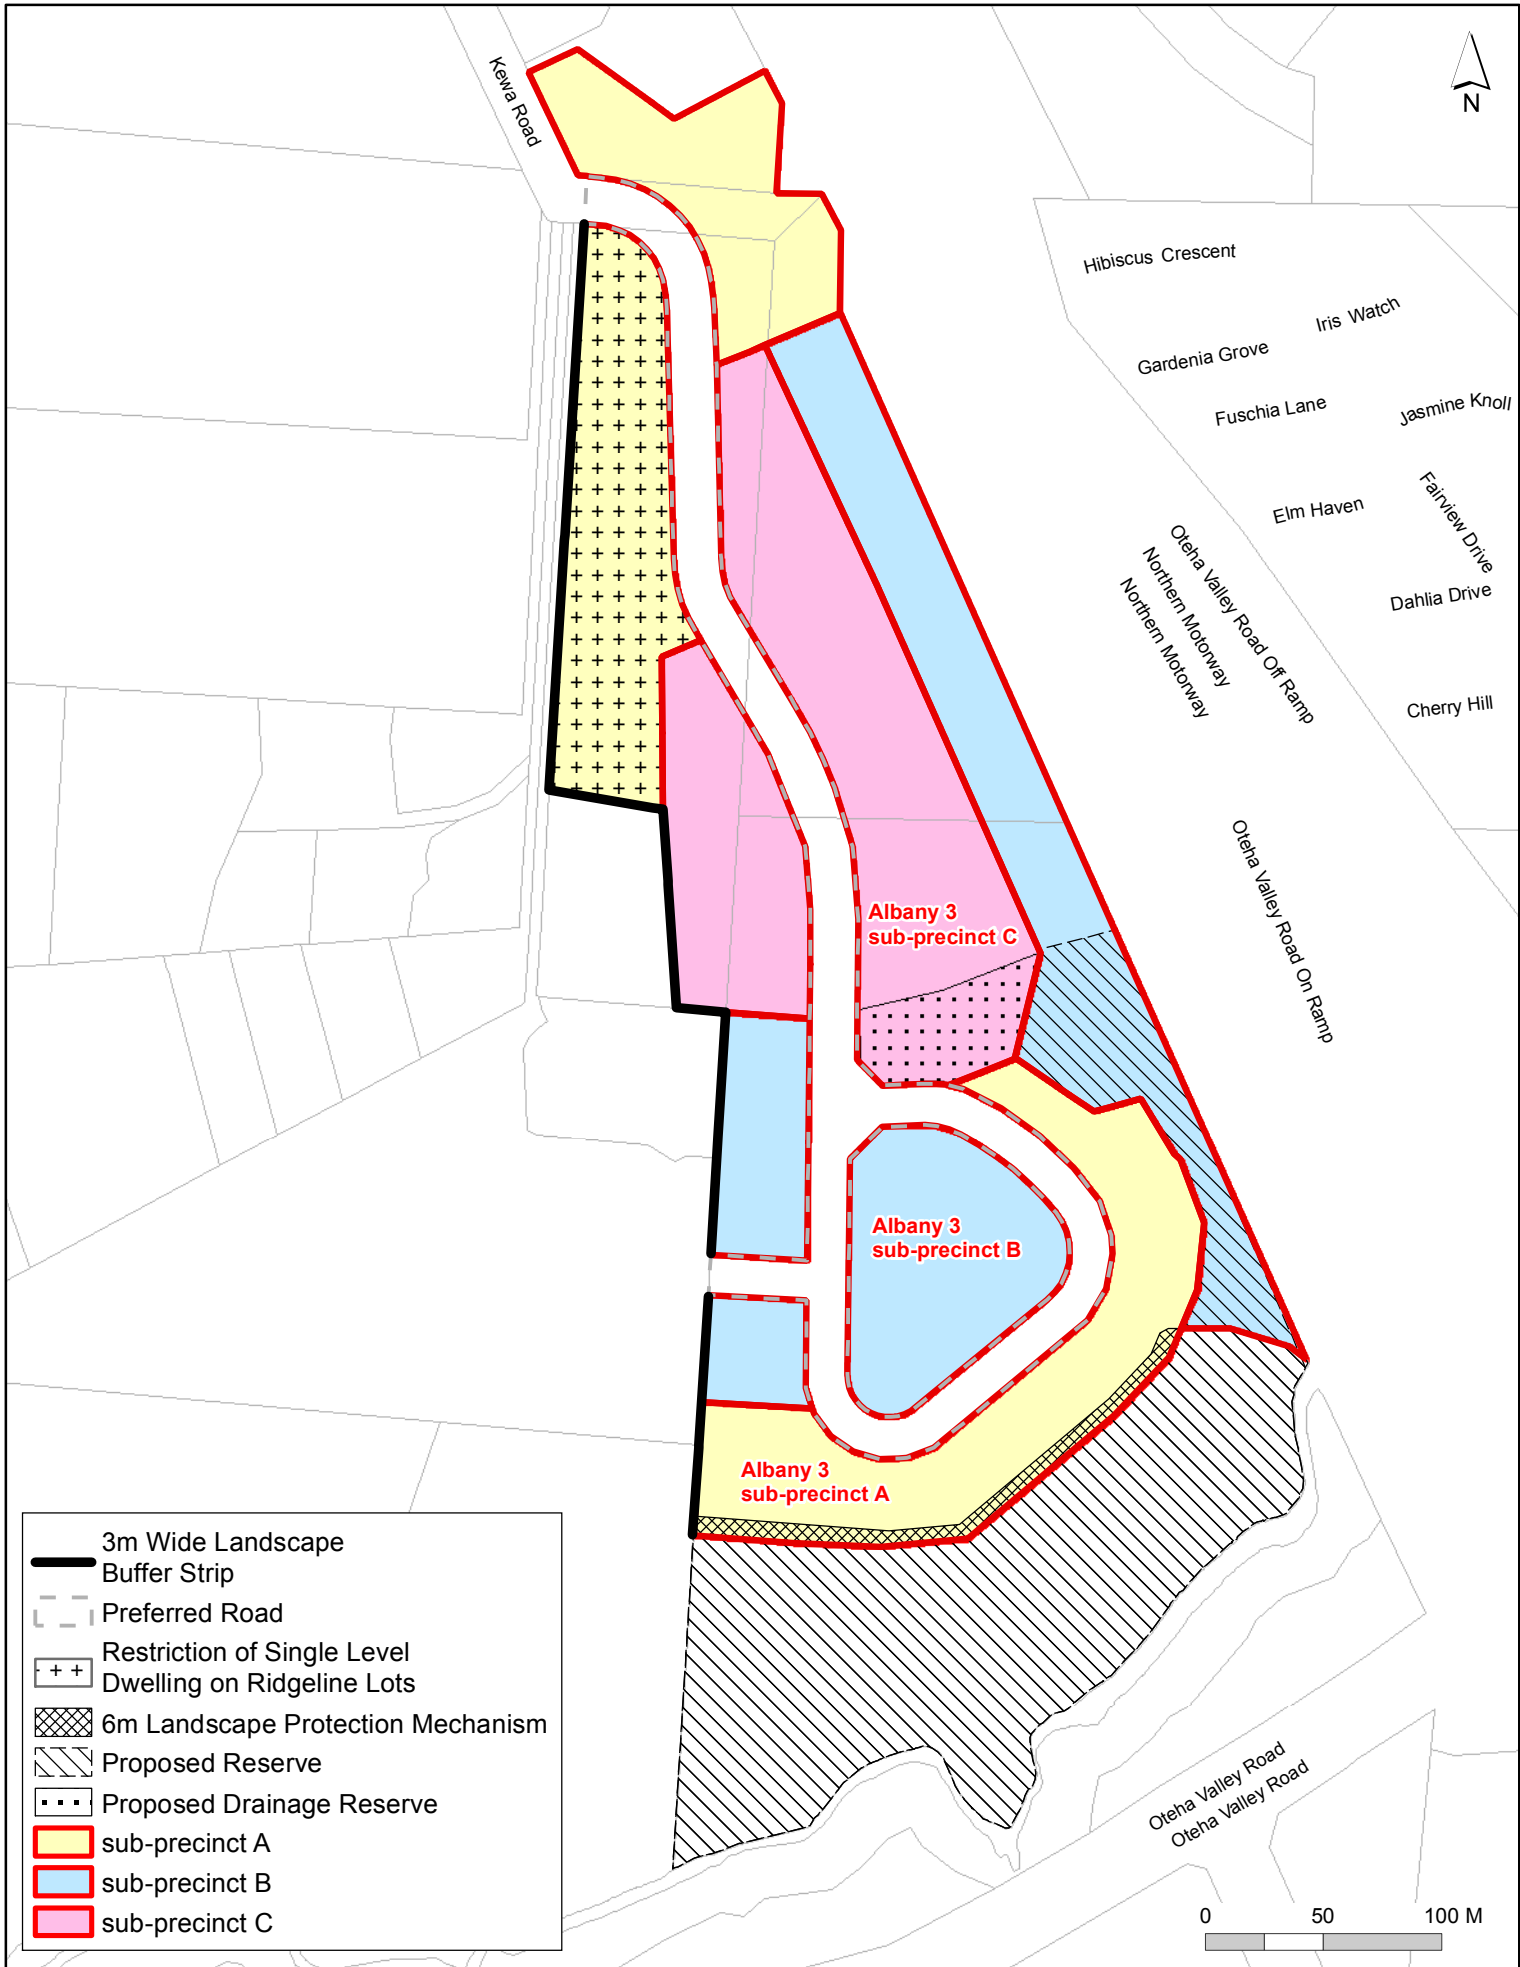 Kewa Road
N
Hibiscus Crescent
Iris Watch
Gardenia Grove
Fuschia Lane
Jasmine Knoll
Elm Haven
Fairview Drive
Oteha Valley Road Off Ramp
Northern Motorway
Northern Motorway
Dahlia Drive
Cherry Hill
Oteha Valley Road On Ramp
Albany 3
sub-precinct C
Albany 3
sub-precinct B
Albany 3
sub-precinct A
3m Wide Landscape
Buffer Strip
Preferred Road
Restriction of Single Level
Dwelling on Ridgeline Lots
6m Landscape Protection Mechanism
Proposed Reserve
Proposed Drainage Reserve
sub-precinct A
sub-precinct B
sub-precinct C
Oteha Valley Road
Oteha Valley Road
0 50 100 M